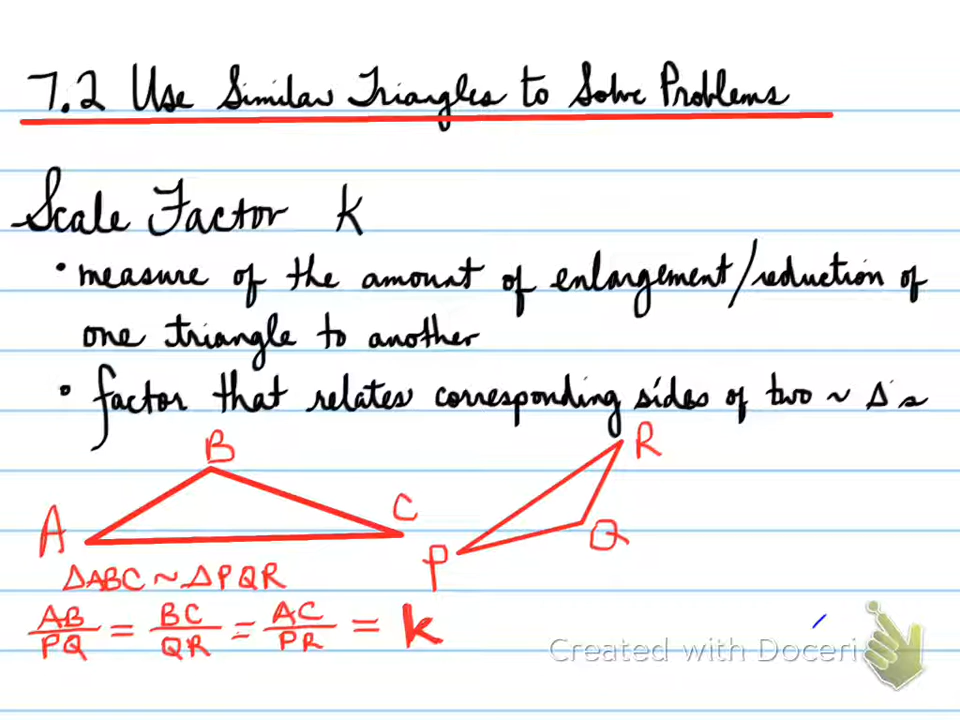 7.2 Use Similar Triangles to Solve Problems
Scale Factor k
• measure of the amount of enlargement/reduction of
one triangle to another
• factor that relates corresponding sides of two ~ Δ's
B
R
A
C
Q
P
ΔABC ~ ΔPQR
AB/PQ = BC/QR = AC/PR = k
Created with Doceri